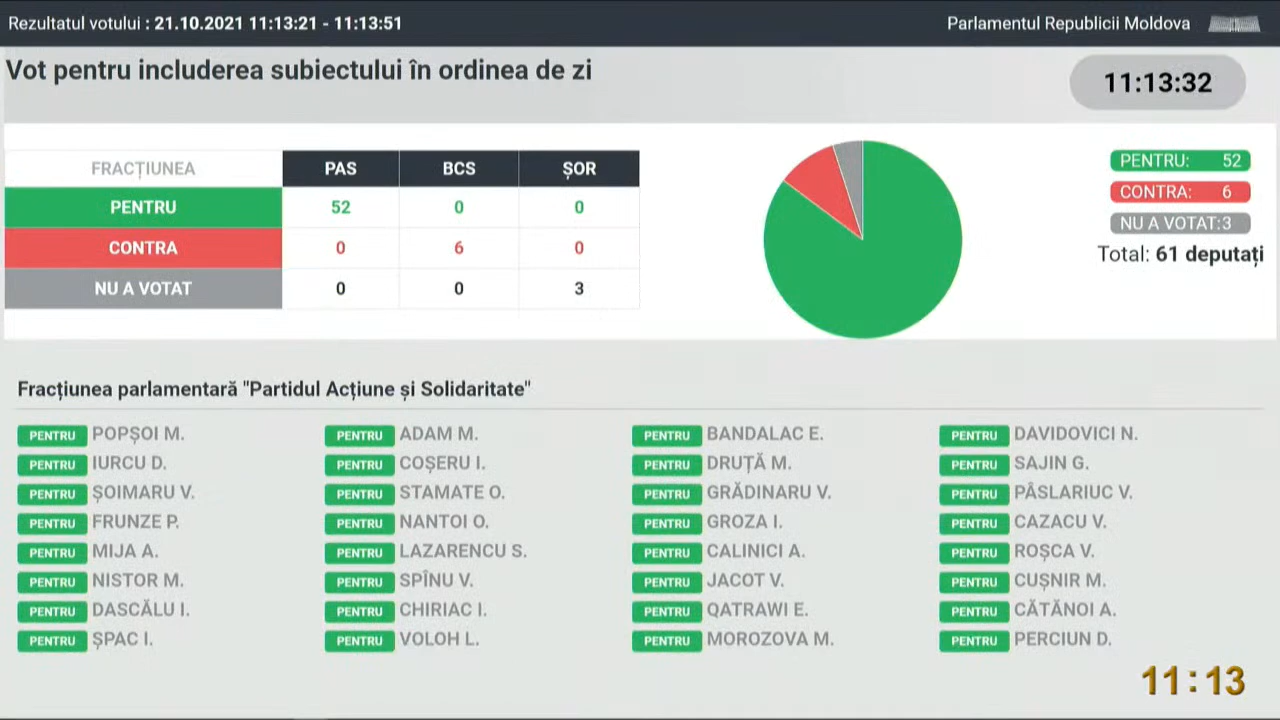 Rezultatul votului : 21.10.2021 11:13:21 - 11:13:51
Parlamentul Republicii Moldova
Vot pentru includerea subiectului în ordinea de zi
11:13:32
FRACȚIUNEA PAS BCS ȘOR
PENTRU 52 0 0
CONTRA 0 6 0
NU A VOTAT 0 0 3
PENTRU: 52
CONTRA: 6
NU A VOTAT:3
Total: 61 deputați
Fracțiunea parlamentară "Partidul Acțiune și Solidaritate"
PENTRU POPȘOI M. PENTRU ADAM M. PENTRU BANDALAC E. PENTRU DAVIDOVICI N.
PENTRU IURCU D. PENTRU COȘERU I. PENTRU DRUȚĂ M. PENTRU SAJIN G.
PENTRU ȘOIMARU V. PENTRU STAMATE O. PENTRU GRĂDINARU V. PENTRU PÂSLARIUC V.
PENTRU FRUNZE P. PENTRU NANTOI O. PENTRU GROZA I. PENTRU CAZACU V.
PENTRU MIJA A. PENTRU LAZARENCU S. PENTRU CALINICI A. PENTRU ROȘCA V.
PENTRU NISTOR M. PENTRU SPÎNU V. PENTRU JACOT V. PENTRU CUȘNIR M.
PENTRU DASCĂLU I. PENTRU CHIRIAC I. PENTRU QATRAWI E. PENTRU CĂTĂNOI A.
PENTRU ȘPAC I. PENTRU VOLOH L. PENTRU MOROZOVA M. PENTRU PERCIUN D.
11:13